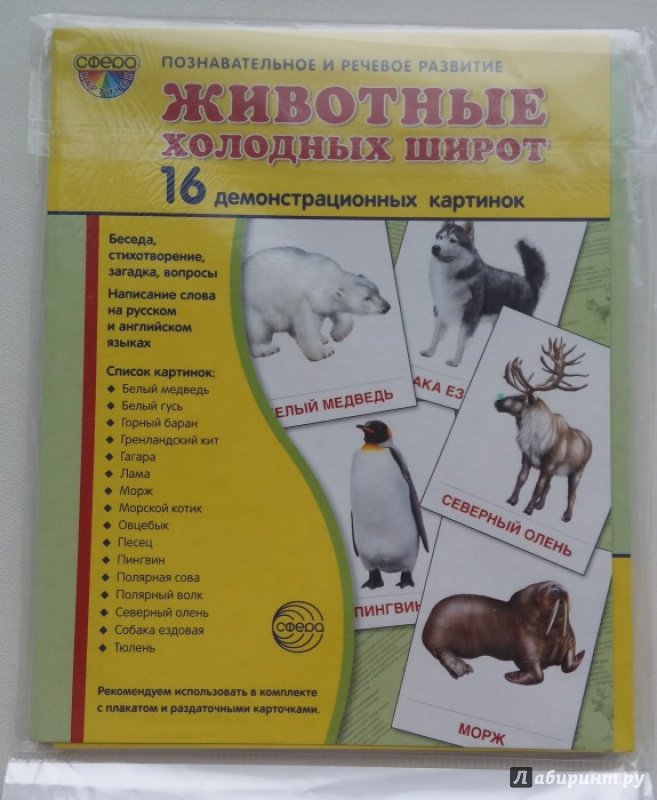 сфера
КАРТИНОК
ПОЗНАВАТЕЛЬНОЕ И РЕЧЕВОЕ РАЗВИТИЕ
ЖИВОТНЫЕ
ХОЛОДНЫХ ШИРОТ
16 демонстрационных картинок
Беседа,
стихотворение,
загадка, вопросы
Написание слова
на русском
и английском
языках
Список картинок:
Белый медведь
Белый гусь
Горный баран
Гренландский кит
Гагара
Лама
Морж
Морской котик
Овцебык
Песец
Пингвин
Полярная сова
Полярный волк
Северный олень
Собака ездовая
Тюлень
Рекомендуем использовать в комплекте
с плакатом и раздаточными карточками.
сфера
ЕЛЫЙ МЕДВЕДЬ
АКА ЕЗ
СЕВЕРНЫЙ ОЛЕНЬ
ПИНГВИН
МОРЖ
Лабиринт.ру